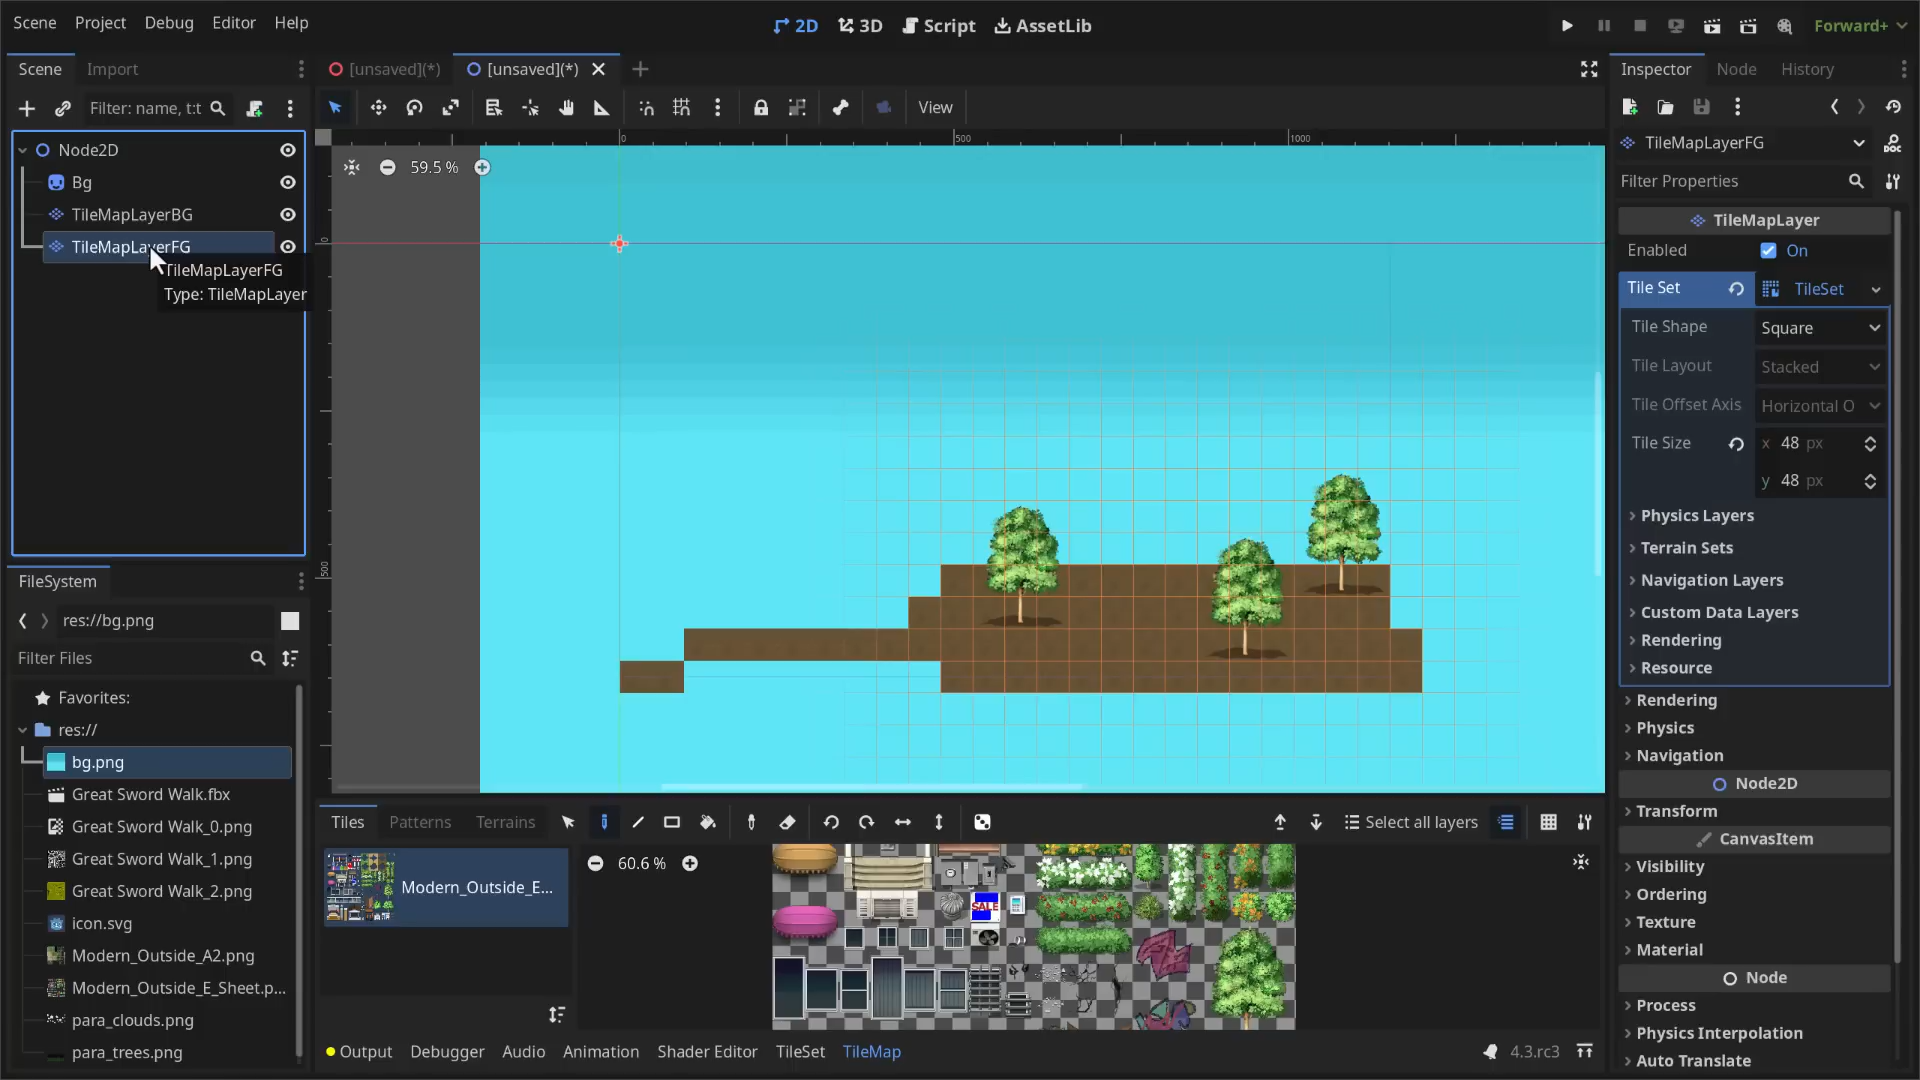 Scene Project Debug Editor Help
2D 3D Script AssetLib
Forward+
Scene Import
[unsaved](*) [unsaved](*)
Inspector Node History
Filter: name, t:t
View
Node2D
Bg
TileMapLayerBG
TileMapLayerFG
TileMapLayerFG
Type: TileMapLayer
0 500 1000
59.5 %
0
500
TileMapLayerFG
Filter Properties
TileMapLayer
Enabled On
Tile Set TileSet
Tile Shape Square
Tile Layout Stacked
Tile Offset Axis Horizontal O
Tile Size x 48 px
y 48 px
Physics Layers
Terrain Sets
Navigation Layers
Custom Data Layers
Rendering
Resource
Rendering
Physics
Navigation
Node2D
Transform
CanvasItem
Visibility
Ordering
Texture
Material
Node
Process
Physics Interpolation
Auto Translate
FileSystem
res://bg.png
Filter Files
Favorites:
res://
bg.png
Great Sword Walk.fbx
Great Sword Walk_0.png
Great Sword Walk_1.png
Great Sword Walk_2.png
icon.svg
Modern_Outside_A2.png
Modern_Outside_E_Sheet.p...
para_clouds.png
para_trees.png
Tiles Patterns Terrains
Select all layers
Modern_Outside_E...
60.6 %
SALE
Output Debugger Audio Animation Shader Editor TileSet TileMap
4.3.rc3